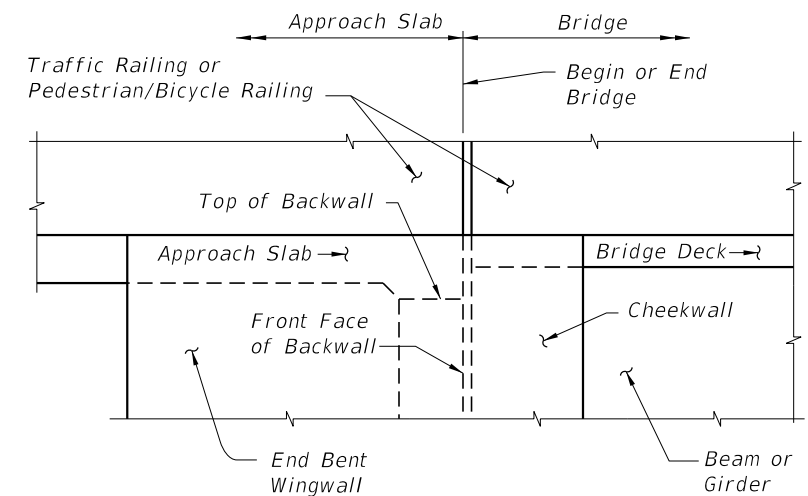 Approach Slab
Bridge
Traffic Railing or
Pedestrian/Bicycle Railing
Begin or End
Bridge
Top of Backwall
Approach Slab
Bridge Deck
Front Face
of Backwall
Cheekwall
End Bent
Wingwall
Beam or
Girder